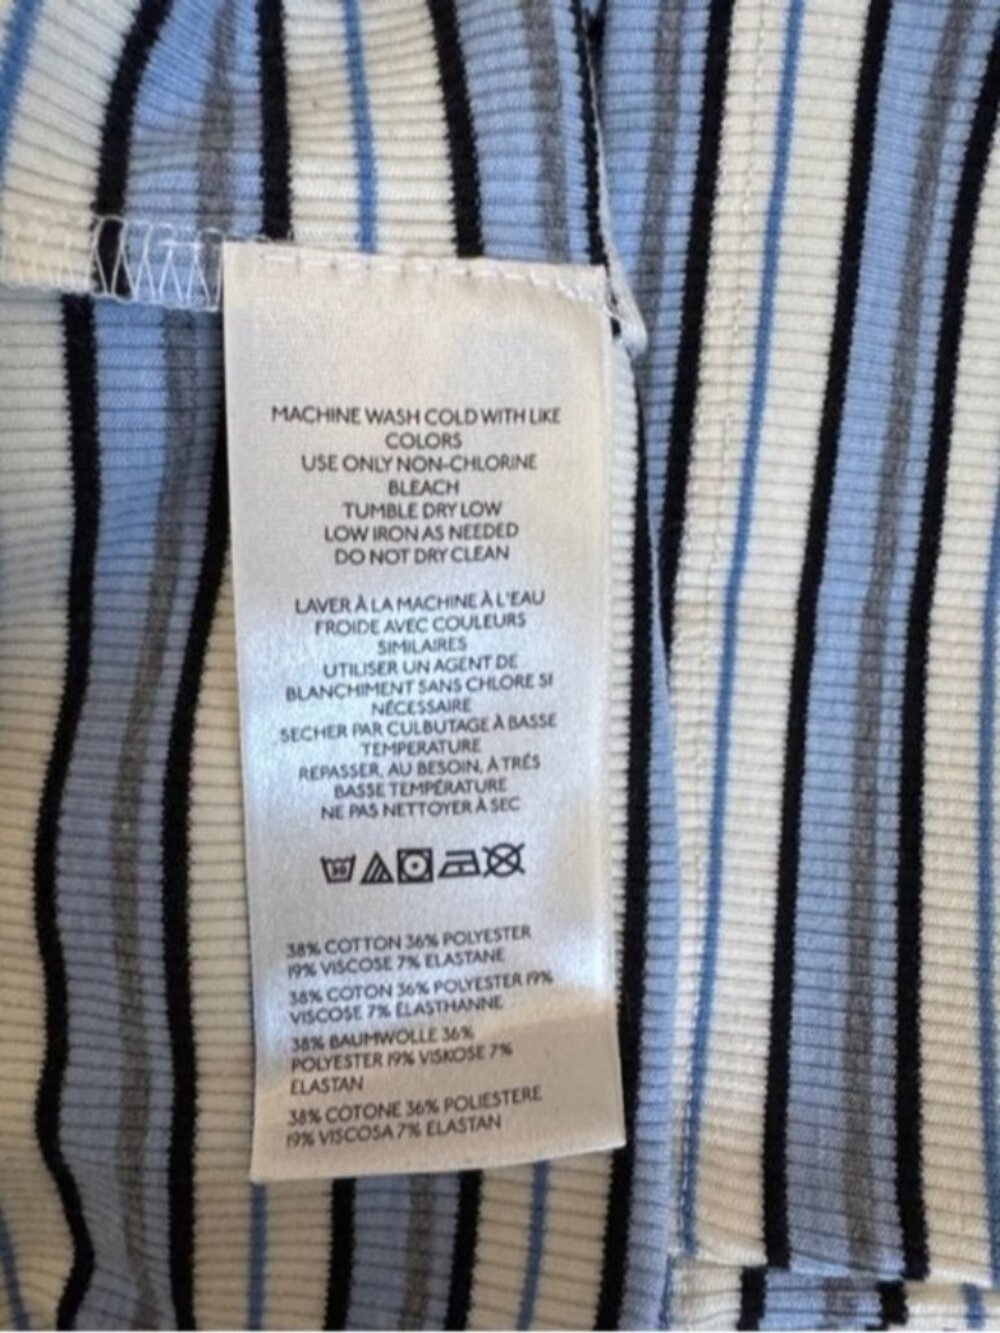 MACHINE WASH COLD WITH LIKE
COLORS
USE ONLY NON-CHLORINE
BLEACH
TUMBLE DRY LOW
LOW IRON AS NEEDED
DO NOT DRY CLEAN
LAVER À LA MACHINE À L'EAU
FROIDE AVEC COULEURS
SIMILAIRES
UTILISER UN AGENT DE
BLANCHIMENT SANS CHLORE SI
NÉCESSAIRE
SECHER PAR CULBUTAGE À BASSE
TEMPERATURE
REPASSER, AU BESOIN, À TRÉS
BASSE TEMPÉRATURE
NE PAS NETTOYER À SEC
30
38% COTTON 36% POLYESTER
19% VISCOSE 7% ELASTANE
38% COTON 36% POLYESTER 19%
VISCOSE 7% ÉLASTHANNE
38% BAUMWOLLE 36%
POLYESTER 19% VISKOSE 7%
ELASTAN
38% COTONE 36% POLIESTERE
19% VISCOSA 7% ELASTAN